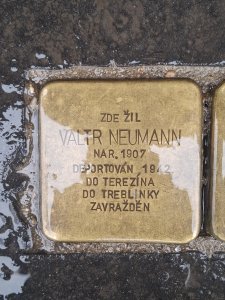 ZDE ŽIL
VALTR NEUMANN
NAR. 1907
DEPORTOVÁN 1942
DO TEREZÍNA
DO TREBLINKY
ZAVRAŽDĚN